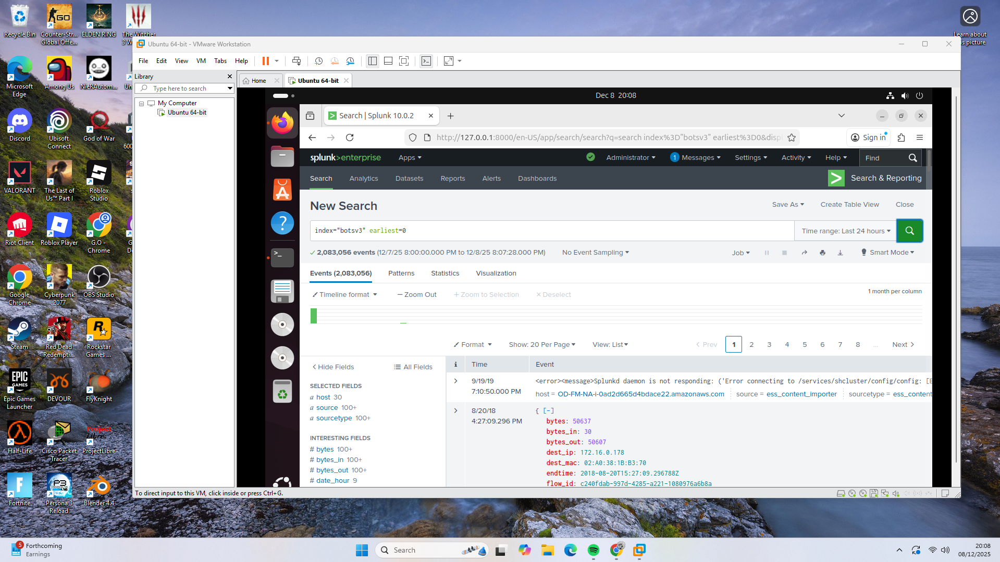 Recycle Bin
Counter-Str...
Global Offe...
ELDEN RING
The Witcher
3 W
Learn about
is picture
Microsoft
Edge
Among Us
NieRAutom...
Un
Discord
Ubisoft
Connect
God of War
600
VALORANT
The Last of
Us™ Part I
Roblox
Studio
s
Riot Client
Roblox Player
G.O -
Chrome
G
D
Google
Chrome
Cyberpunk
2077
OBS Studio
Steam
Red Dead
Redempti...
Rockstar
Games ...
Epic Games
Launcher
DEVOUR
FlyKnight
Half-Life
Cisco Packet
Tracer
ProjectLibre
Fortnite
Persona 3
Reload
Blender 4.4
Ubuntu 64-bit - VMware Workstation
File Edit View VM Tabs Help
Library
Type here to search
My Computer
Ubuntu 64-bit
Home
Ubuntu 64-bit
Dec 8 20:08
Search | Splunk 10.0.2
http://127.0.0.1:8000/en-US/app/search/search?q=search index%3D"botsv3" earliest%3D0&displ
Sign in
splunk>enterprise
Apps
Administrator
1 Messages
Settings
Activity
Help
Find
Search
Analytics
Datasets
Reports
Alerts
Dashboards
Search & Reporting
New Search
Save As
Create Table View
Close
index="botsv3" earliest=0
Time range: Last 24 hours
2,083,056 events (12/7/25 8:00:00.000 PM to 12/8/25 8:07:28.000 PM)
No Event Sampling
Job
Smart Mode
Events (2,083,056)
Patterns
Statistics
Visualization
Timeline format
— Zoom Out
+ Zoom to Selection
× Deselect
1 month per column
Format
Show: 20 Per Page
View: List
< Prev
1 2 3 4 5 6 7 8 ...
Next >
< Hide Fields
All Fields
i
Time
Event
SELECTED FIELDS
a host 30
a source 100+
a sourcetype 100+
INTERESTING FIELDS
# bytes 100+
# bytes_in 100+
# bytes_out 100+
# date_hour 9
9/19/19
7:10:50.000 PM
<error><message>Splunkd daemon is not responding: ('Error connecting to /services/shcluster/config/config: [E
host = OD-FM-NA-i-0ad2d665d4bdace22.amazonaws.com
source = ess_content_importer
sourcetype = ess_content
8/20/18
4:27:09.296 PM
{ [-]
bytes: 50637
bytes_in: 30
bytes_out: 50607
dest_ip: 172.16.0.178
dest_mac: 02:A0:38:1B:B3:70
endtime: 2018-08-20T15:27:09.296788Z
flow_id: c240fdab-997d-4285-a221-1080976a6b8a
To direct input to this VM, click inside or press Ctrl+G.
5
Forthcoming
Earnings
Search
20:08
08/12/2025